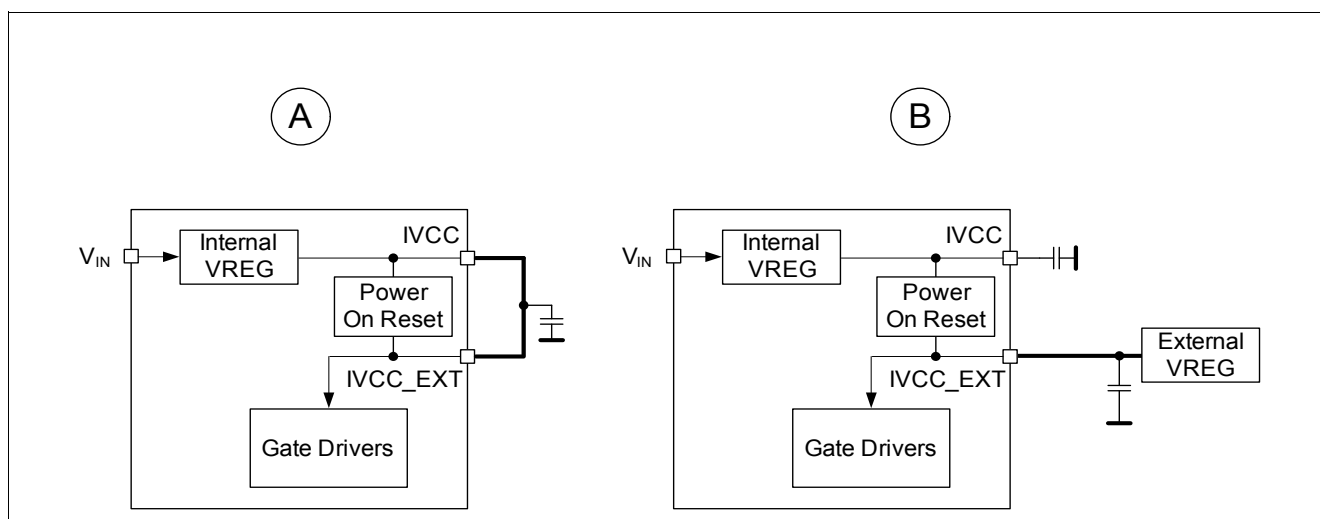 A
B
V_IN
Internal
VREG
IVCC
Power
On Reset
IVCC_EXT
Gate Drivers
V_IN
Internal
VREG
IVCC
Power
On Reset
IVCC_EXT
External
VREG
Gate Drivers